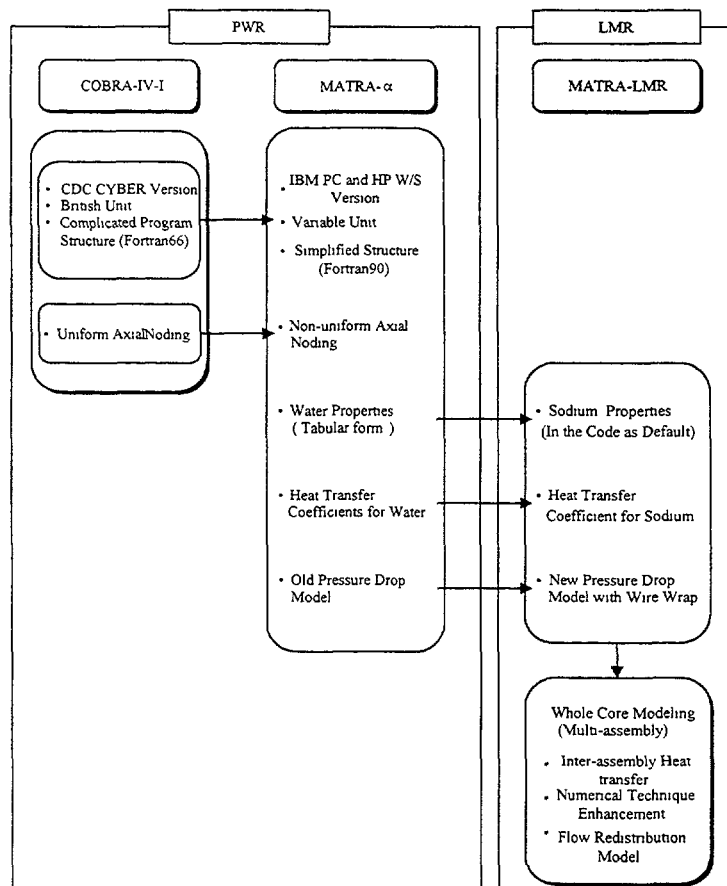 PWR
LMR
COBRA-IV-I
MATRA-α
MATRA-LMR
• CDC CYBER Version
• British Unit
• Complicated Program
Structure (Fortran66)
• Uniform AxialNoding
• IBM PC and HP W/S
Version
• Variable Unit
• Simplified Structure
(Fortran90)
• Non-uniform Axial
Noding
• Water Properties
( Tabular form )
• Heat Transfer
Coefficients for Water
• Old Pressure Drop
Model
• Sodium Properties
(In the Code as Default)
• Heat Transfer
Coefficient for Sodium
• New Pressure Drop
Model with Wire Wrap
Whole Core Modeling
(Multi-assembly)
• Inter-assembly Heat
transfer
• Numerical Technique
Enhancement
• Flow Redistribution
Model